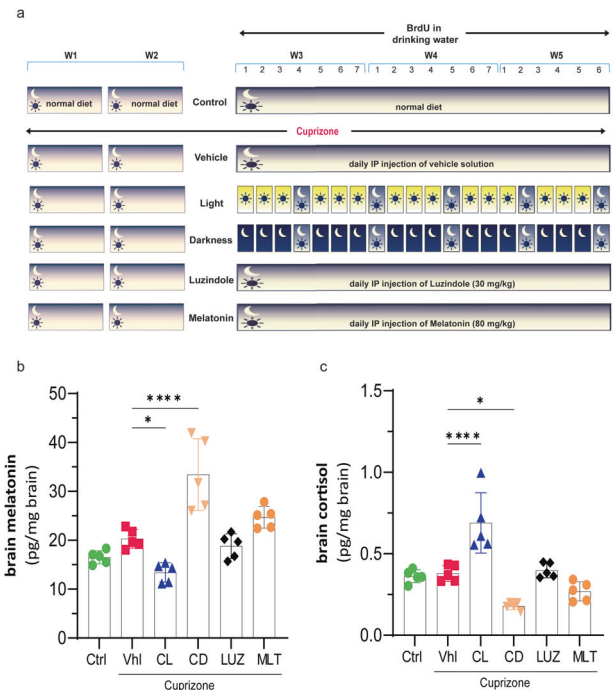 a
BrdU in
drinking water
W1 W2 W3 W4 W5
1 2 3 4 5 6 7 1 2 3 4 5 6 7 1 2 3 4 5 6
normal diet normal diet Control normal diet
Cuprizone
Vehicle daily IP injection of vehicle solution
Light
Darkness
Luzindole daily IP injection of Luzindole (30 mg/kg)
Melatonin daily IP injection of Melatonin (80 mg/kg)
b
brain melatonin
(pg/mg brain)
50
40
30
20
10
0
****
*
Ctrl Vhl CL CD LUZ MLT
Cuprizone
c
brain cortisol
(pg/mg brain)
1.5
1.0
0.5
0.0
*
****
Ctrl Vhl CL CD LUZ MLT
Cuprizone